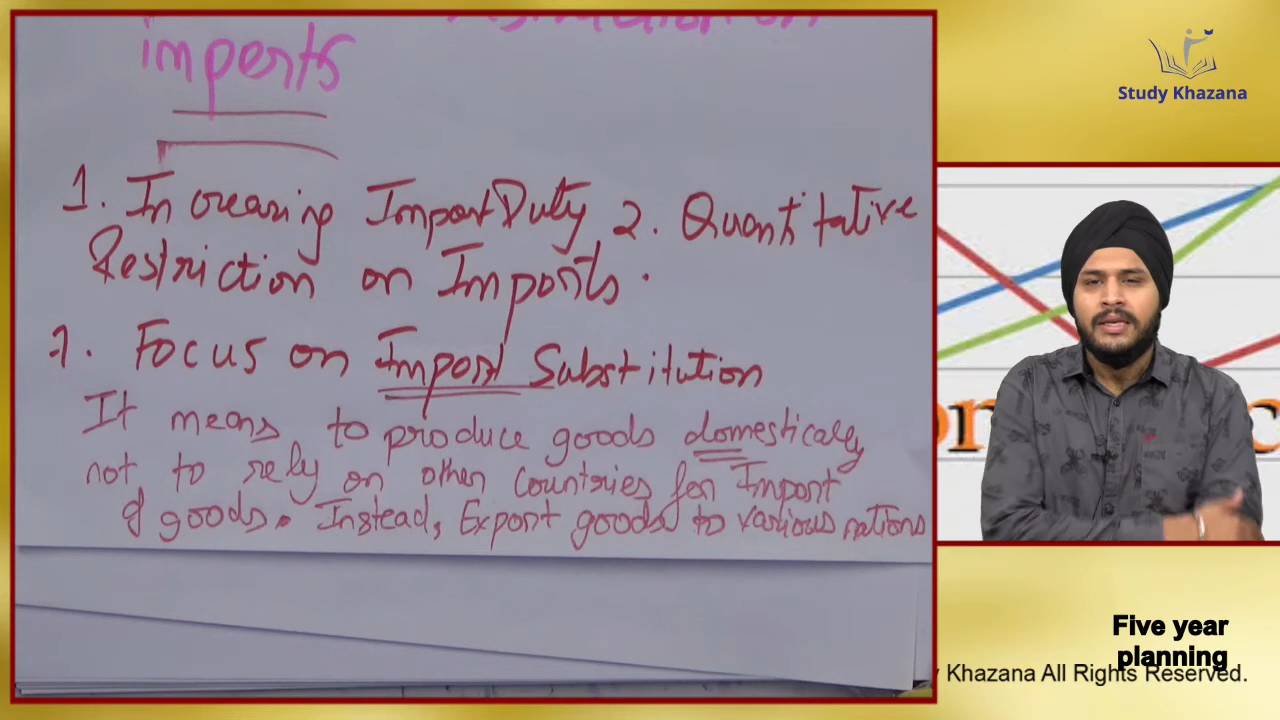 imports
1. Increasing Import Duty 2. Quantitative
Restriction on Imports.
7. Focus on Import Substitution
It means to produce goods domestically
not to rely on other countries for Import
of goods. Instead, Export goods to various nations
Study Khazana
Five year
planning
Khazana All Rights Reserved.